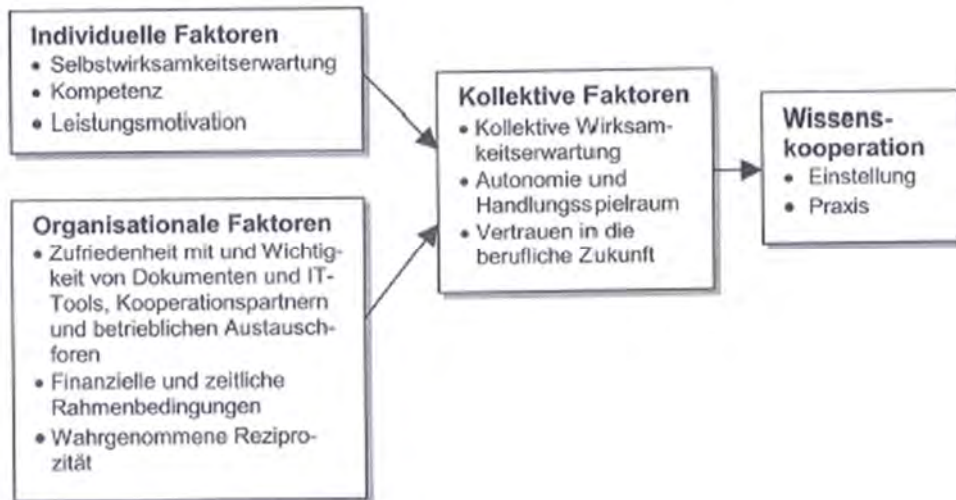 Individuelle Faktoren
• Selbstwirksamkeitserwartung
• Kompetenz
• Leistungsmotivation
Organisationale Faktoren
• Zufriedenheit mit und Wichtig-
keit von Dokumenten und IT-
Tools, Kooperationspartnern
und betrieblichen Austausch-
foren
• Finanzielle und zeitliche
Rahmenbedingungen
• Wahrgenommene Rezipro-
zität
Kollektive Faktoren
• Kollektive Wirksam-
keitserwartung
• Autonomie und
Handlungsspielraum
• Vertrauen in die
berufliche Zukunft
Wissens-
kooperation
• Einstellung
• Praxis